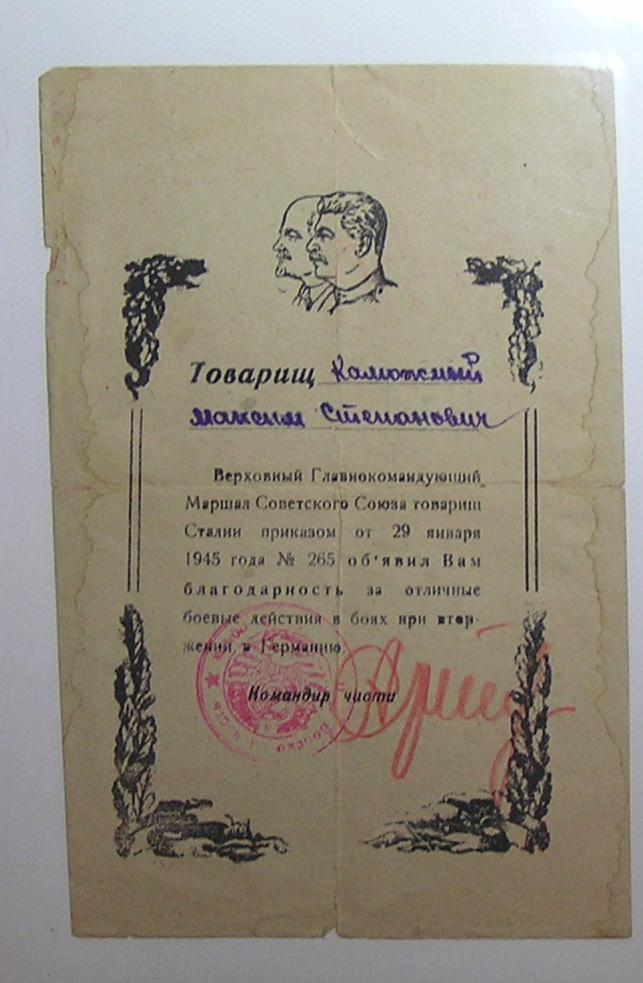 Товарищ Каможный
Максим Степанович
Верховный Главнокомандующий
Маршал Советского Союза товарищ
Сталин приказом от 29 января
1945 года № 265 об'явил Вам
благодарность за отличные
боевые действия в боях при втор-
жении в Германию.
Командир части